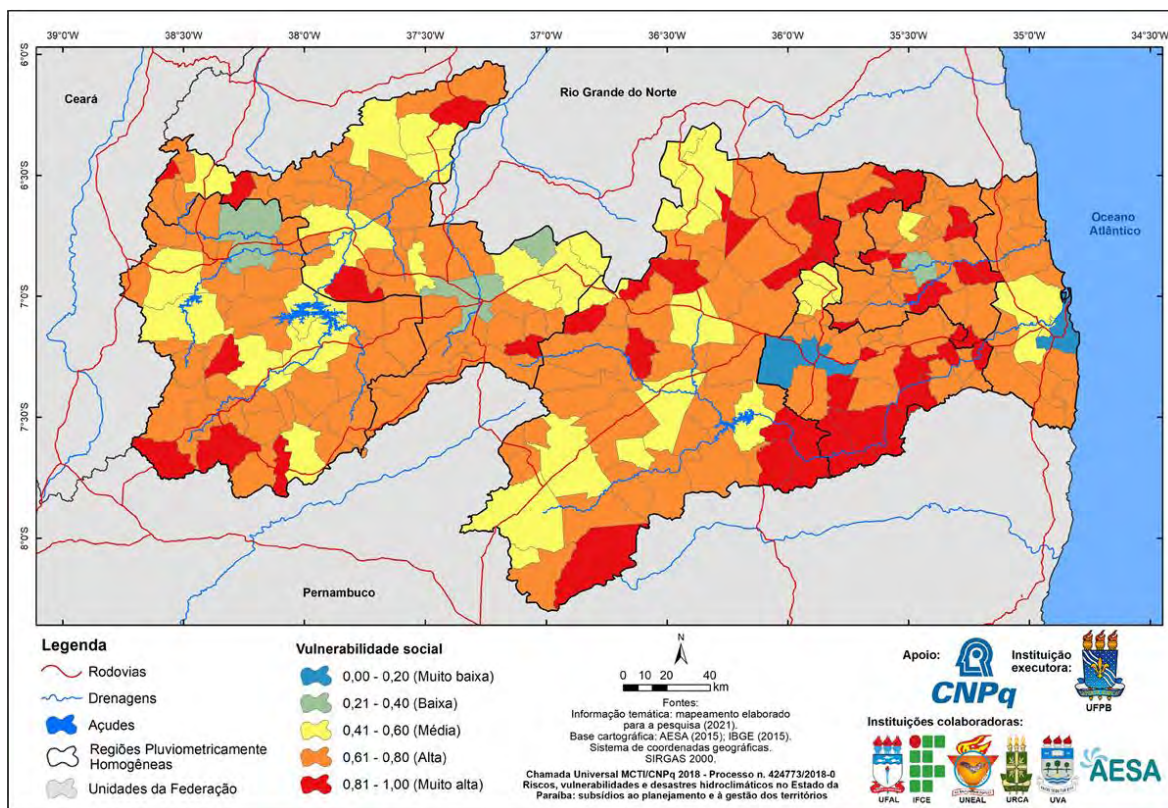 39°0'W 38°30'W 38°0'W 37°30'W 37°0'W 36°30'W 36°0'W 35°30'W 35°0'W 34°30'W
6°0'S
6°30'S
7°0'S
7°30'S
8°0'S
Ceará
Rio Grande do Norte
Oceano
Atlântico
Pernambuco
Legenda
Rodovias
Drenagens
Açudes
Regiões Pluviometricamente
Homogêneas
Unidades da Federação
Vulnerabilidade social
0,00 - 0,20 (Muito baixa)
0,21 - 0,40 (Baixa)
0,41 - 0,60 (Média)
0,61 - 0,80 (Alta)
0,81 - 1,00 (Muito alta)
N
0 10 20 40
km
Fontes:
Informação temática: mapeamento elaborado
para a pesquisa (2021).
Base cartográfica: AESA (2015); IBGE (2015).
Sistema de coordenadas geográficas.
SIRGAS 2000.
Chamada Universal MCTI/CNPq 2018 - Processo n. 424773/2018-0
Riscos, vulnerabilidades e desastres hidroclimáticos no Estado da
Paraíba: subsídios ao planejamento e à gestão dos territórios
Apoio:
CNPq
Instituição
executora:
UFPB
Instituições colaboradoras:
UFAL IFCE UNEAL URCA UVA
AESA